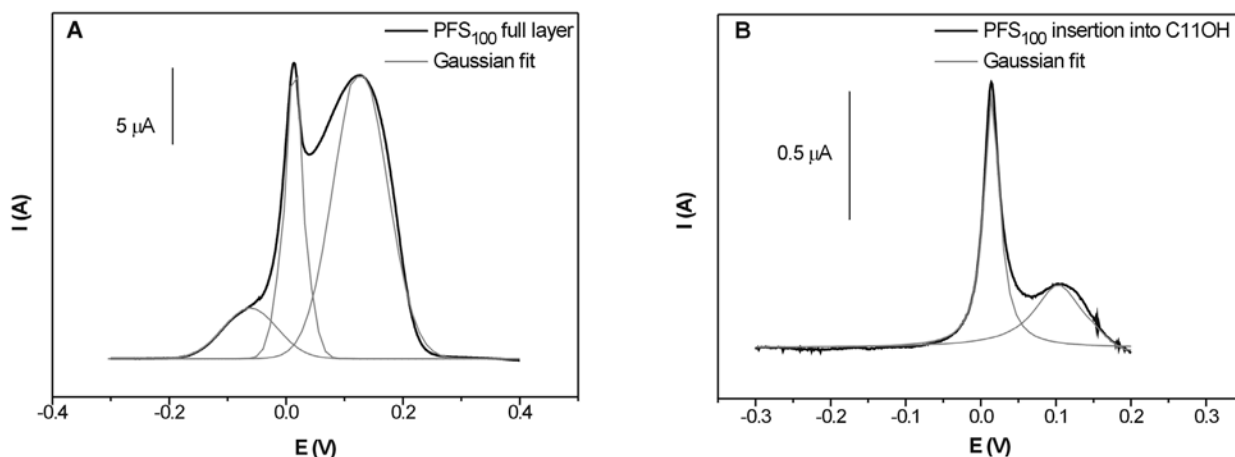 A
PFS₁₀₀ full layer
Gaussian fit
5 μA
I (A)
-0.4 -0.2 0.0 0.2 0.4
E (V)
B
PFS₁₀₀ insertion into C11OH
Gaussian fit
0.5 μA
I (A)
-0.3 -0.2 -0.1 0.0 0.1 0.2 0.3
E (V)